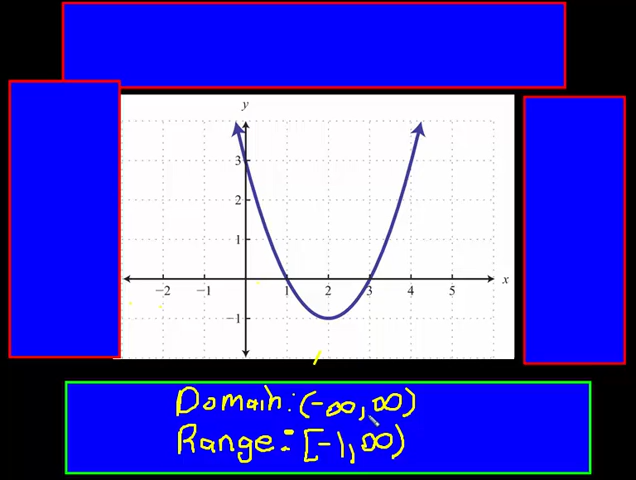 y
3
2
1
-2 -1 1 2 3 4 5 x
-1
Domain: (-∞, ∞)
Range: [-1, ∞)